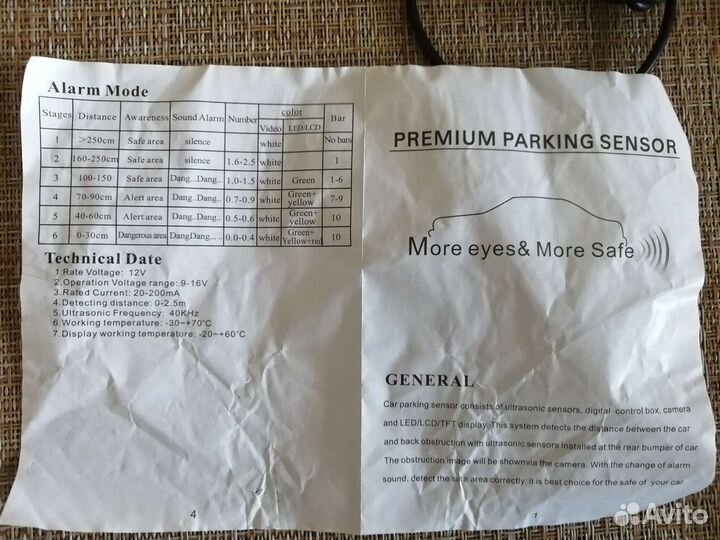 Alarm Mode
Stages Distance Awareness Sound Alarm Number color Bar
Video LED/LCD
1 >250cm Safe area silence white No bars
2 160-250cm Safe area silence 1.6-2.5 white 1
3 100-150 Safe area Dang...Dang... 1.0-1.5 white Green 1-6
4 70-90cm Alert area Dang...Dang.. 0.7-0.9 white Green+ yellow 7-9
5 40-60cm Alert area Dang..Dang.. 0.5-0.6 white Green+ yellow 10
6 0-30cm Dangerous area DangDang..... 0.0-0.4 white Green+ Yellow+red 10
Technical Date
1.Rate Voltage: 12V
2.Operation Voltage range: 9-16V
3.Rated Current: 20-200mA
4.Detecting distance: 0-2.5m
5.Ultrasonic Frequency: 40KHz
6.Working temperature: -30~+70℃
7.Display working temperature: -20~+60℃
4
PREMIUM PARKING SENSOR
More eyes& More Safe
GENERAL
Car parking sensor consists of ultrasonic sensors, digital control box, camera
and LED/LCD/TFT display. This system detects the distance between the car
and back obstruction with ultrasonic sensors installed at the rear bumper of car.
The obstruction image will be shownvia the camera. With the change of alarm
sound, detect the safa area correctly. It is best choice for the safe of your car.
1
Avito